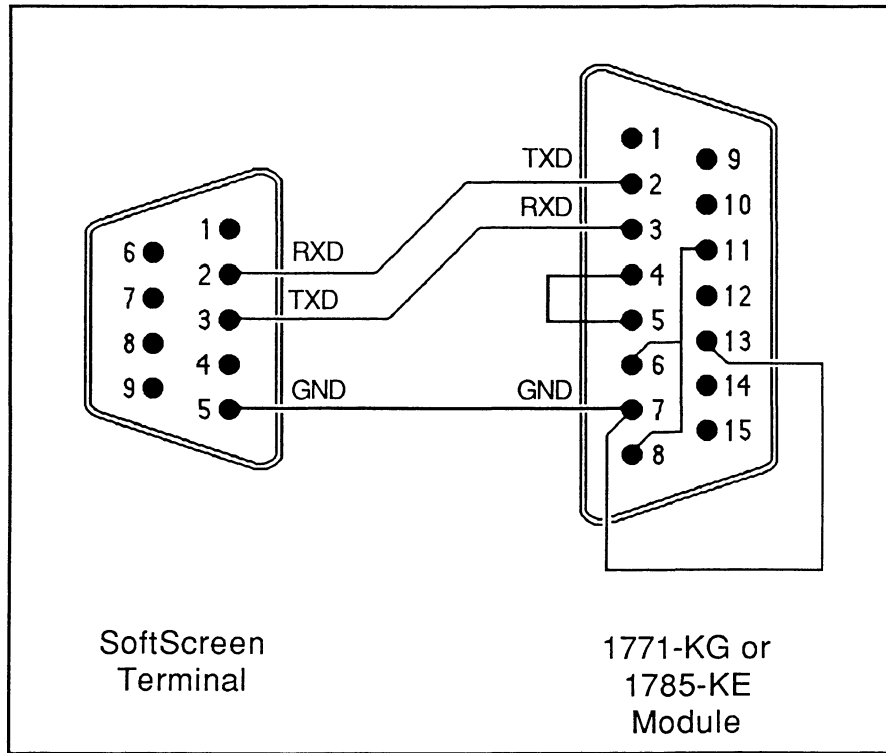 TXD
RXD
RXD
TXD
GND
GND
1
2
3
4
5
6
7
8
9
1
2
3
4
5
6
7
8
9
10
11
12
13
14
15
SoftScreen
Terminal
1771-KG or
1785-KE
Module